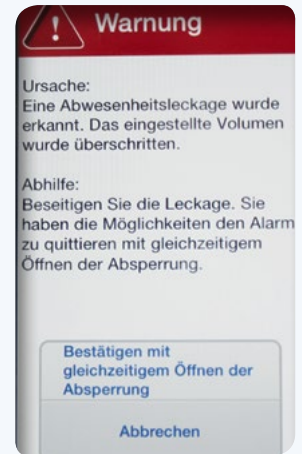 Warnung
Ursache:
Eine Abwesenheitsleckage wurde
erkannt. Das eingestellte Volumen
wurde überschritten.
Abhilfe:
Beseitigen Sie die Leckage. Sie
haben die Möglichkeiten den Alarm
zu quittieren mit gleichzeitigem
Öffnen der Absperrung.
Bestätigen mit
gleichzeitigem Öffnen der
Absperrung
Abbrechen